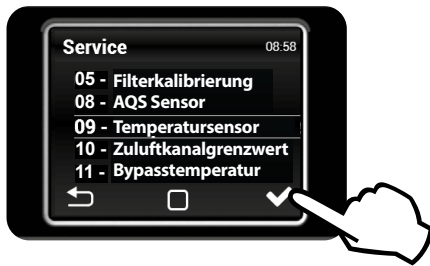 Service 08:58
05 - Filterkalibrierung
08 - AQS Sensor
09 - Temperatursensor
10 - Zuluftkanalgrenzwert
11 - Bypasstemperatur